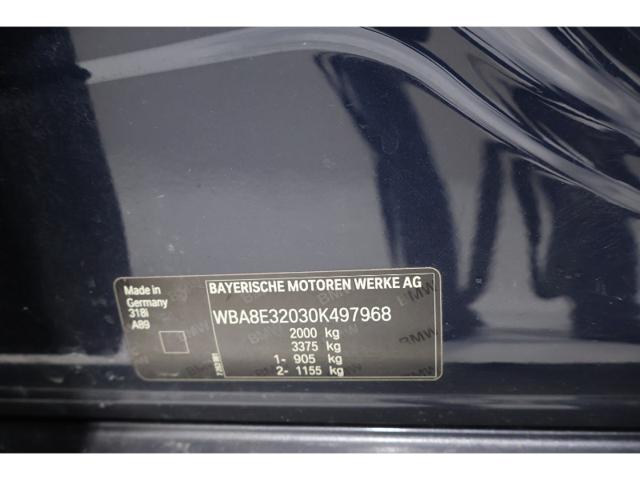 Made in
Germany
318i
A89
BAYERISCHE MOTOREN WERKE AG
WBA8E32030K497968
2000 kg
3375 kg
1- 905 kg
2- 1155 kg